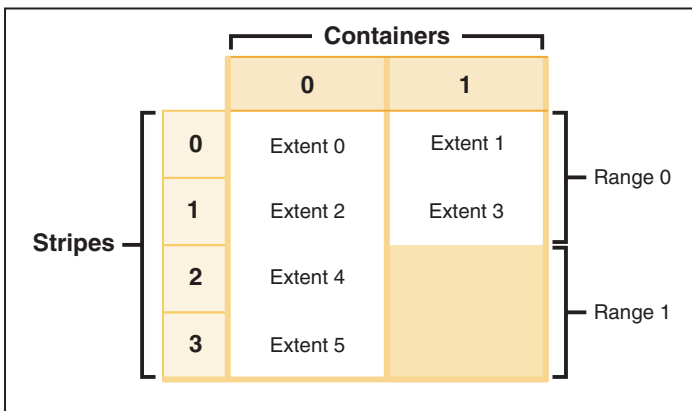 Containers
0 1
0 Extent 0 Extent 1
Range 0
1 Extent 2 Extent 3
Stripes
2 Extent 4
Range 1
3 Extent 5